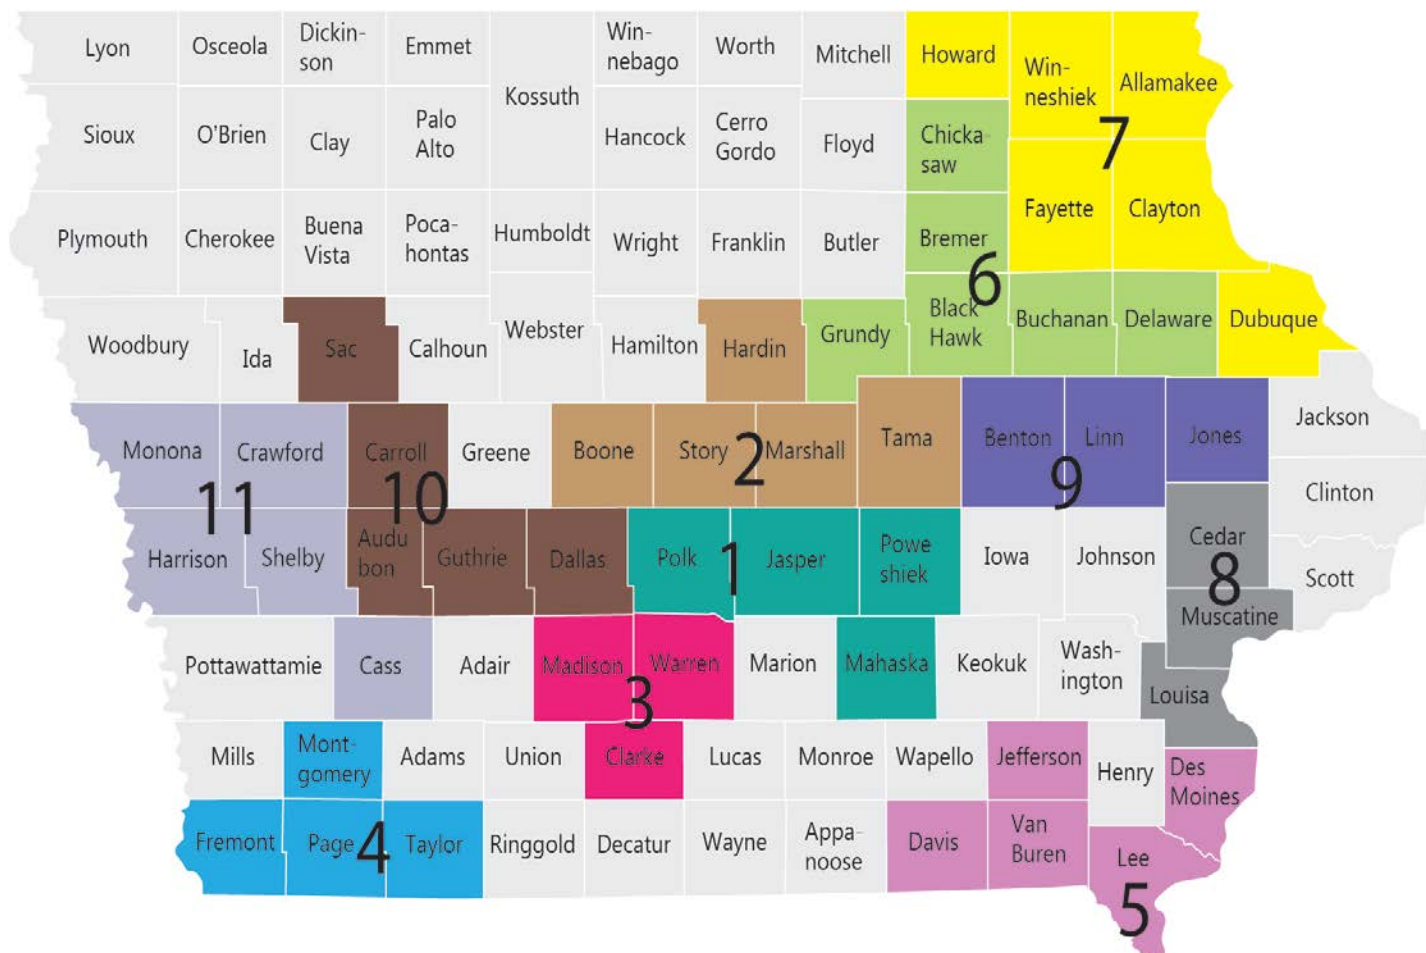 Lyon
Osceola
Dickin-
son
Emmet
Win-
nebago
Worth
Mitchell
Howard
Win-
neshiek
Allamakee
Kossuth
Sioux
O'Brien
Clay
Palo
Alto
Hancock
Cerro
Gordo
Floyd
Chicka-
saw
7
Plymouth
Cherokee
Buena
Vista
Poca-
hontas
Humboldt
Wright
Franklin
Butler
Bremer
Fayette
Clayton
6
Woodbury
Ida
Sac
Calhoun
Webster
Hamilton
Hardin
Grundy
Black
Hawk
Buchanan
Delaware
Dubuque
Monona
Crawford
Carroll
Greene
Boone
Story
2
Marshall
Tama
Benton
Linn
Jones
Jackson
11
10
9
Clinton
Harrison
Shelby
Audu
bon
Guthrie
Dallas
Polk
1
Jasper
Powe
shiek
Iowa
Johnson
Cedar
8
Scott
Muscatine
Pottawattamie
Cass
Adair
Madison
Warren
3
Marion
Mahaska
Keokuk
Wash-
ington
Louisa
Mills
Mont-
gomery
Adams
Union
Clarke
Lucas
Monroe
Wapello
Jefferson
Henry
Des
Moines
Fremont
Page
4
Taylor
Ringgold
Decatur
Wayne
Appa-
noose
Davis
Van
Buren
Lee
5